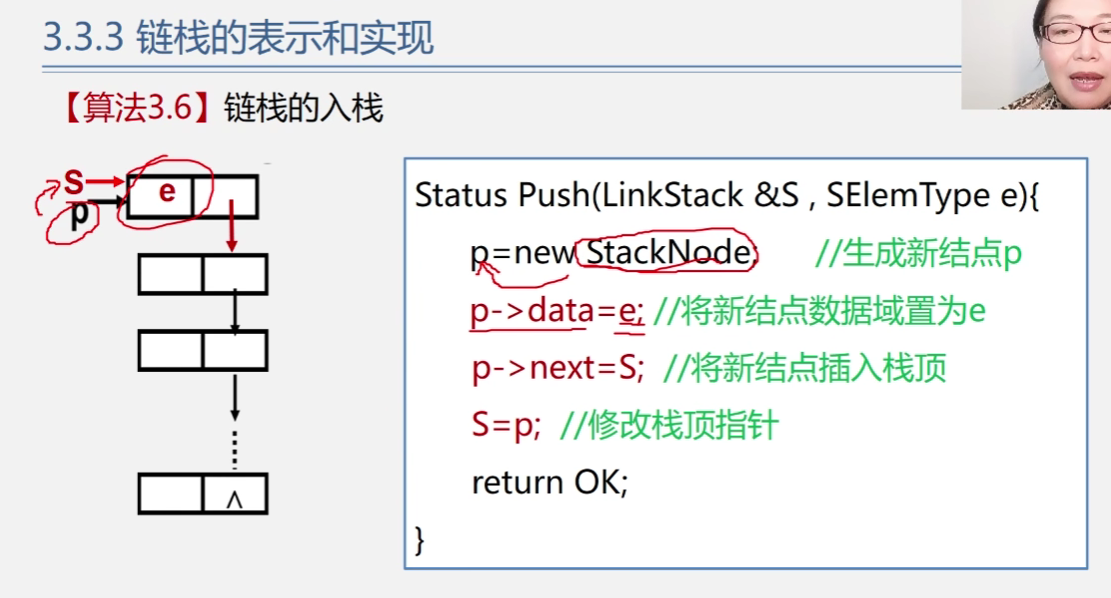 3.3.3 链栈的表示和实现
【算法3.6】链栈的入栈
S
e
p
∧
Status Push(LinkStack &S , SElemType e){
p=new StackNode; //生成新结点p
p->data=e; //将新结点数据域置为e
p->next=S; //将新结点插入栈顶
S=p; //修改栈顶指针
return OK;
}